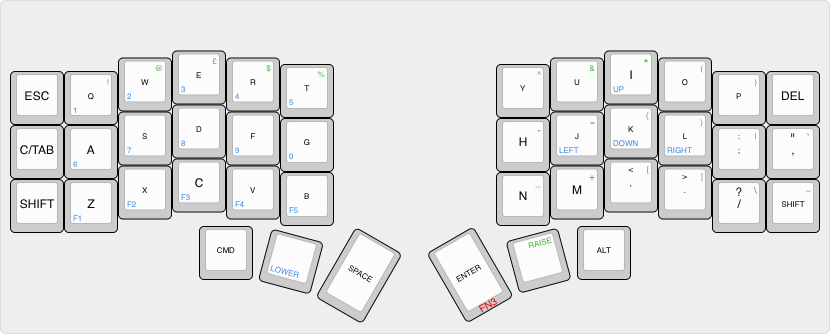 ESC
! Q 1
@ W 2
£ E 3
$ R 4
% T 5
^ Y
& U
* I UP
( O
) P
DEL
C/TAB
A 6
S 7
D 8
F 9
G 0
- H
= J LEFT
{ K DOWN
} L RIGHT
: | ;
" ` ,
SHIFT
Z F1
X F2
C F3
V F4
B F5
_ N
+ M
< [ ,
> ] .
? \ /
~ SHIFT
CMD
LOWER
SPACE
ENTER FN3
RAISE
ALT